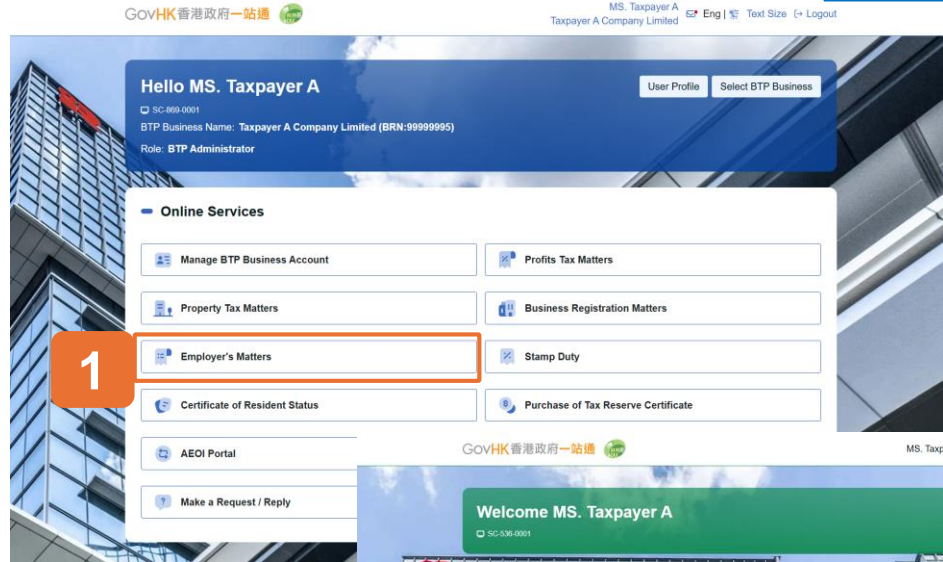 GovHK香港政府一站通
MS. Taxpayer A
Taxpayer A Company Limited
Eng | 繁 Text Size Logout
Hello MS. Taxpayer A
User Profile Select BTP Business
SC-869-0001
BTP Business Name: Taxpayer A Company Limited (BRN:99999995)
Role: BTP Administrator
Online Services
Manage BTP Business Account Profits Tax Matters
Property Tax Matters Business Registration Matters
1 Employer's Matters Stamp Duty
Certificate of Resident Status Purchase of Tax Reserve Certificate
AEOI Portal
Make a Request / Reply
GovHK香港政府一站通
MS. Taxp
Welcome MS. Taxpayer A
SC-536-0001